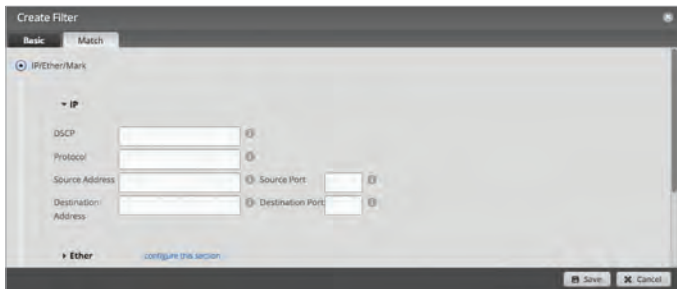 Create Filter
Basic Match
IP/Ether/Mark
IP
DSCP
Protocol
Source Address Source Port
Destination Destination Port
Address
Ether configure this section
Save Cancel